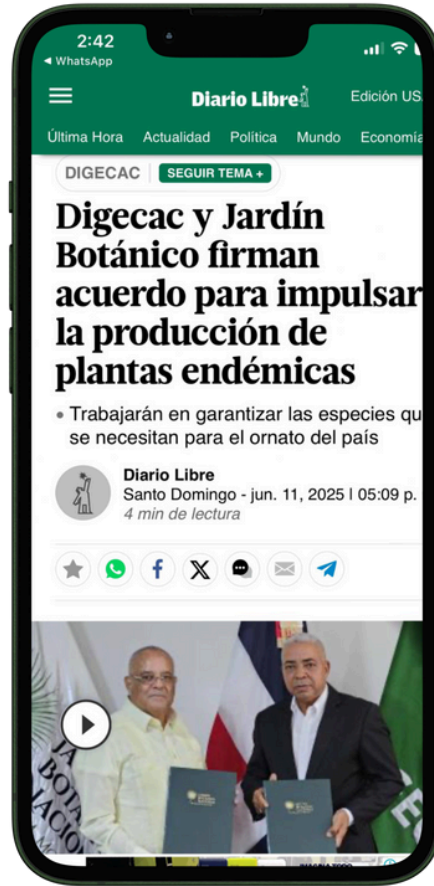 2:42
WhatsApp
Diario Libre
Edición US
Última Hora Actualidad Política Mundo Economía
DIGECAC SEGUIR TEMA +
Digecac y Jardín
Botánico firman
acuerdo para impulsar
la producción de
plantas endémicas
• Trabajarán en garantizar las especies qu
se necesitan para el ornato del país
Diario Libre
Santo Domingo - jun. 11, 2025 | 05:09 p.
4 min de lectura